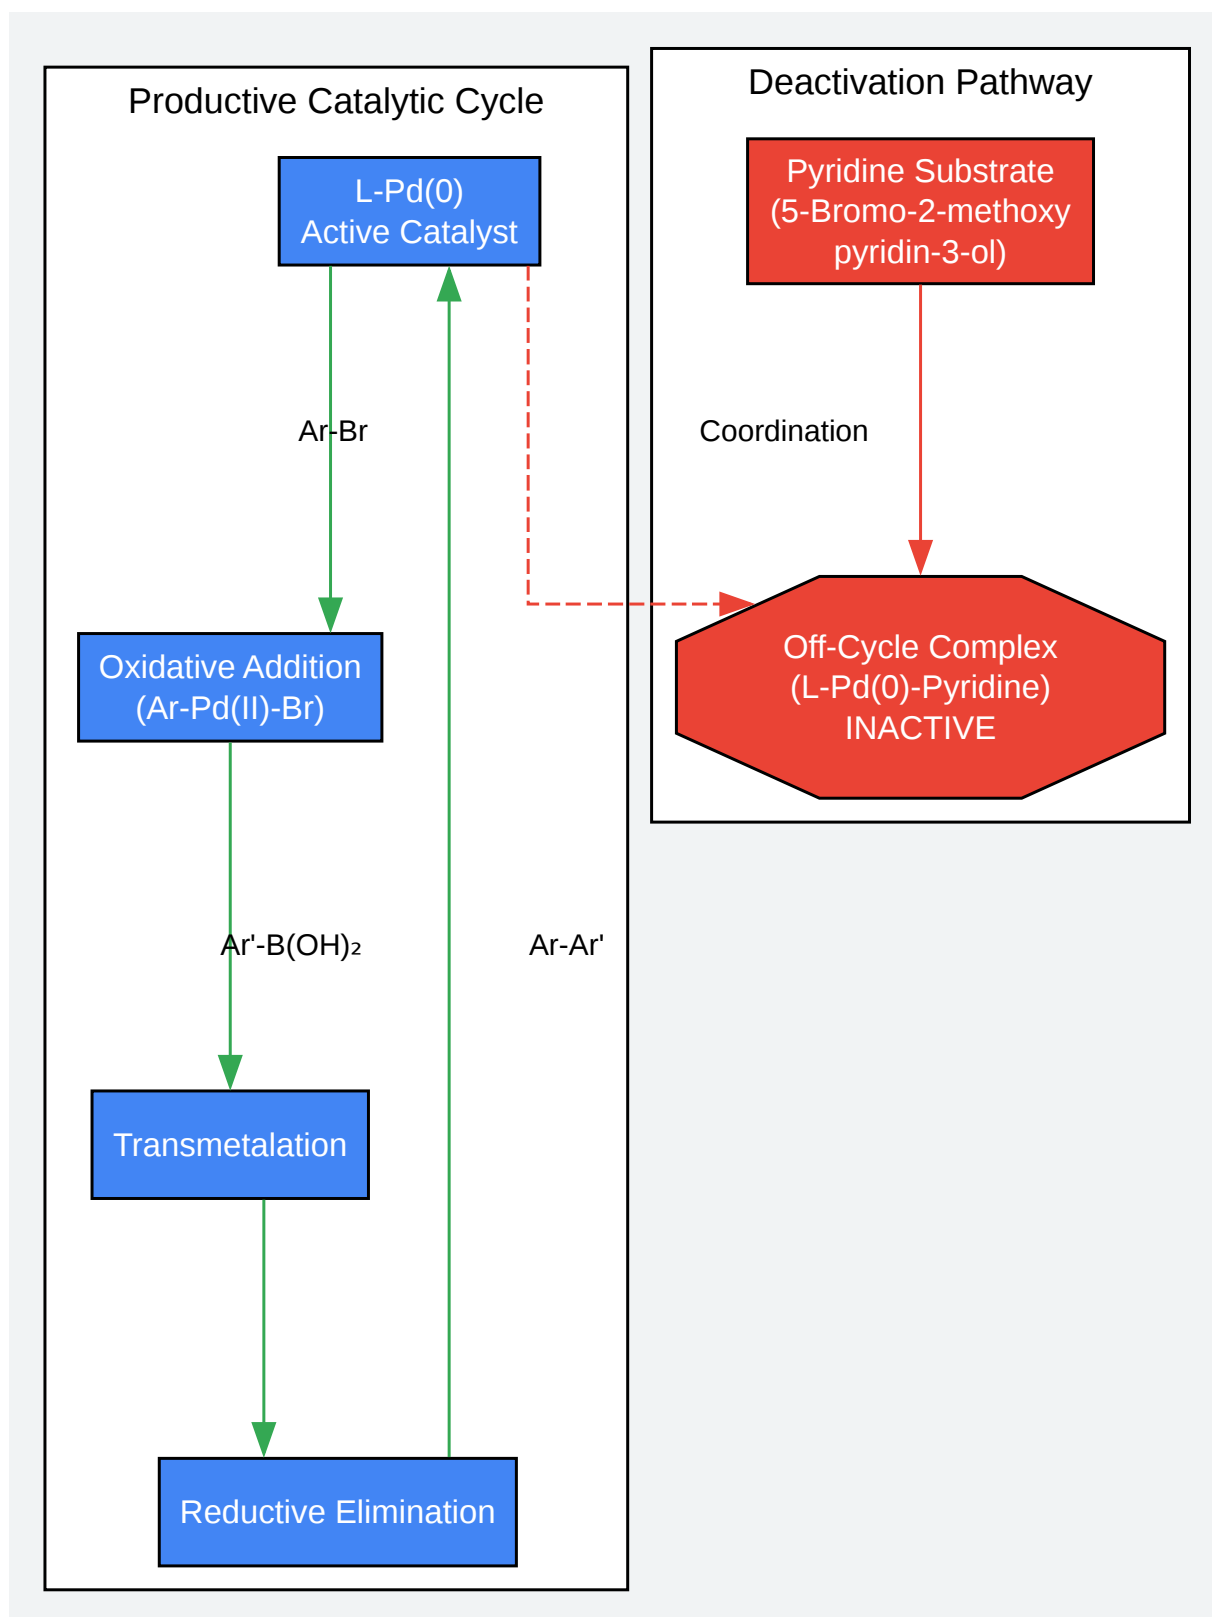 Productive Catalytic Cycle
L-Pd(0)
Active Catalyst
Ar-Br
Oxidative Addition
(Ar-Pd(II)-Br)
Ar'-B(OH)₂
Ar-Ar'
Transmetalation
Reductive Elimination
Deactivation Pathway
Pyridine Substrate
(5-Bromo-2-methoxy
pyridin-3-ol)
Coordination
Off-Cycle Complex
(L-Pd(0)-Pyridine)
INACTIVE